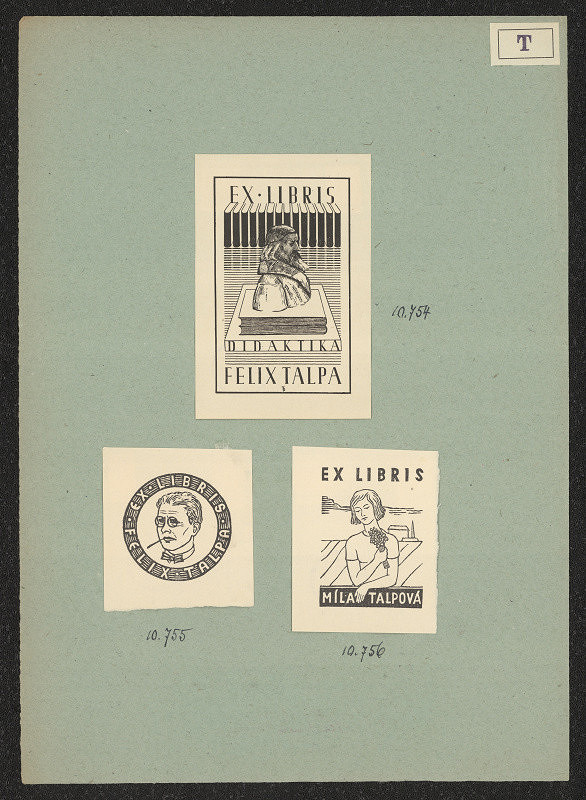 T
EX·LIBRIS
DIDAKTIKA
FELIX TALPA
10.754
EX·LIBRIS·
FELIX·TALPA
10.755
EX LIBRIS
MÍLA TALPOVÁ
10.756